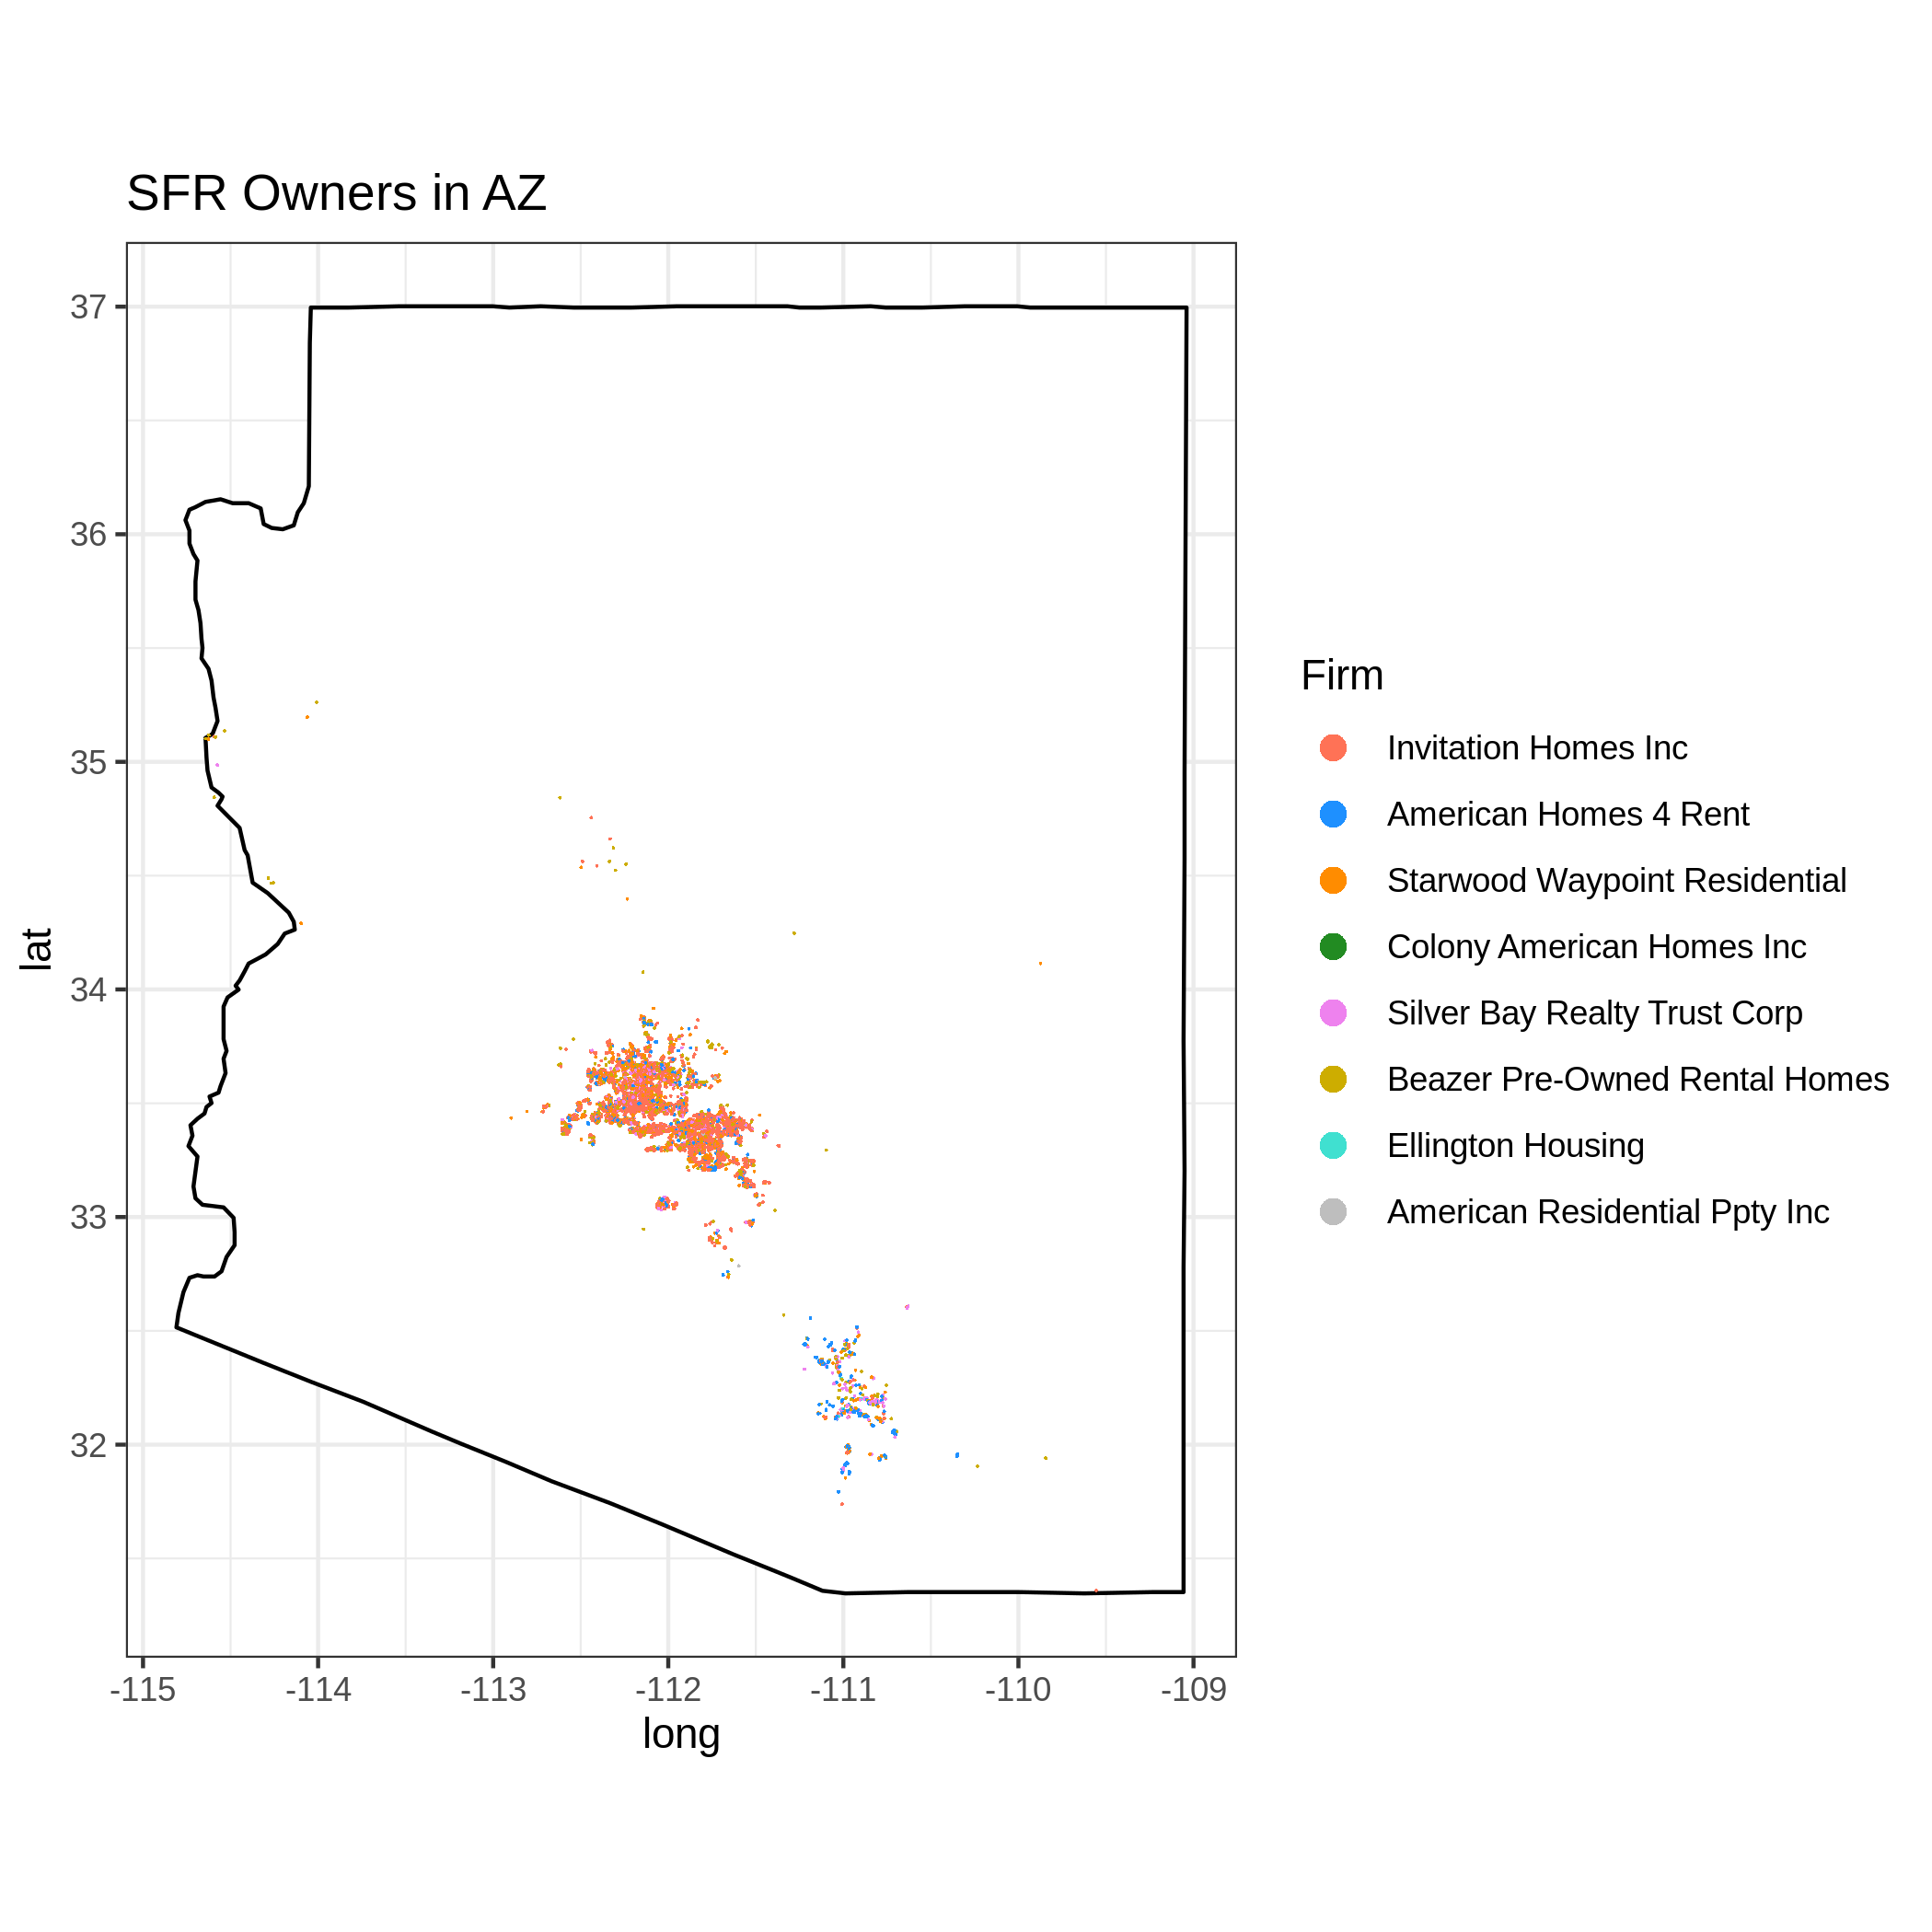 SFR Owners in AZ
37
36
35
34
33
32
lat
-115 -114 -113 -112 -111 -110 -109
long
Firm
Invitation Homes Inc
American Homes 4 Rent
Starwood Waypoint Residential
Colony American Homes Inc
Silver Bay Realty Trust Corp
Beazer Pre-Owned Rental Homes
Ellington Housing
American Residential Ppty Inc